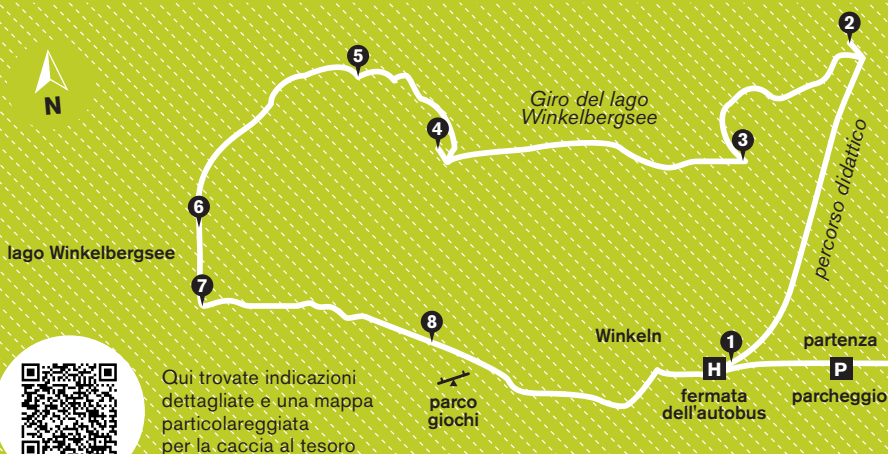 2
5
N
Giro del lago
Winkelbergsee
4
3
percorso didattico
6
lago Winkelbergsee
7
8
Winkeln
1
partenza
H
P
fermata
dell'autobus
parcheggio
parco
giochi
Qui trovate indicazioni
dettagliate e una mappa
particolareggiata
per la caccia al tesoro